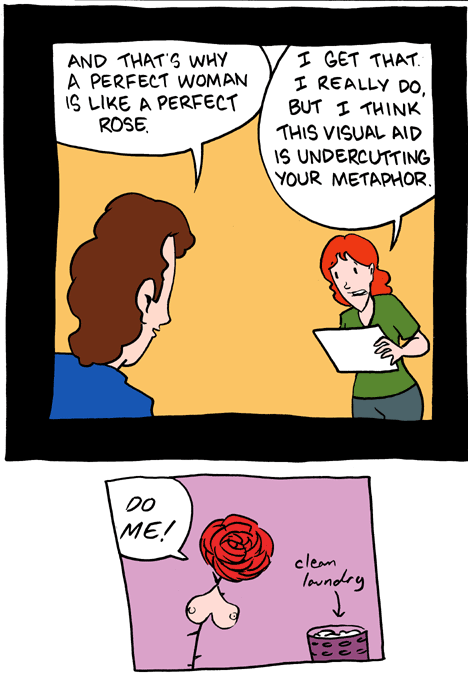 AND THAT'S WHY
A PERFECT WOMAN
IS LIKE A PERFECT
ROSE.
I GET THAT.
I REALLY DO,
BUT I THINK
THIS VISUAL AID
IS UNDERCUTTING
YOUR METAPHOR.
DO
ME!
clean
laundry